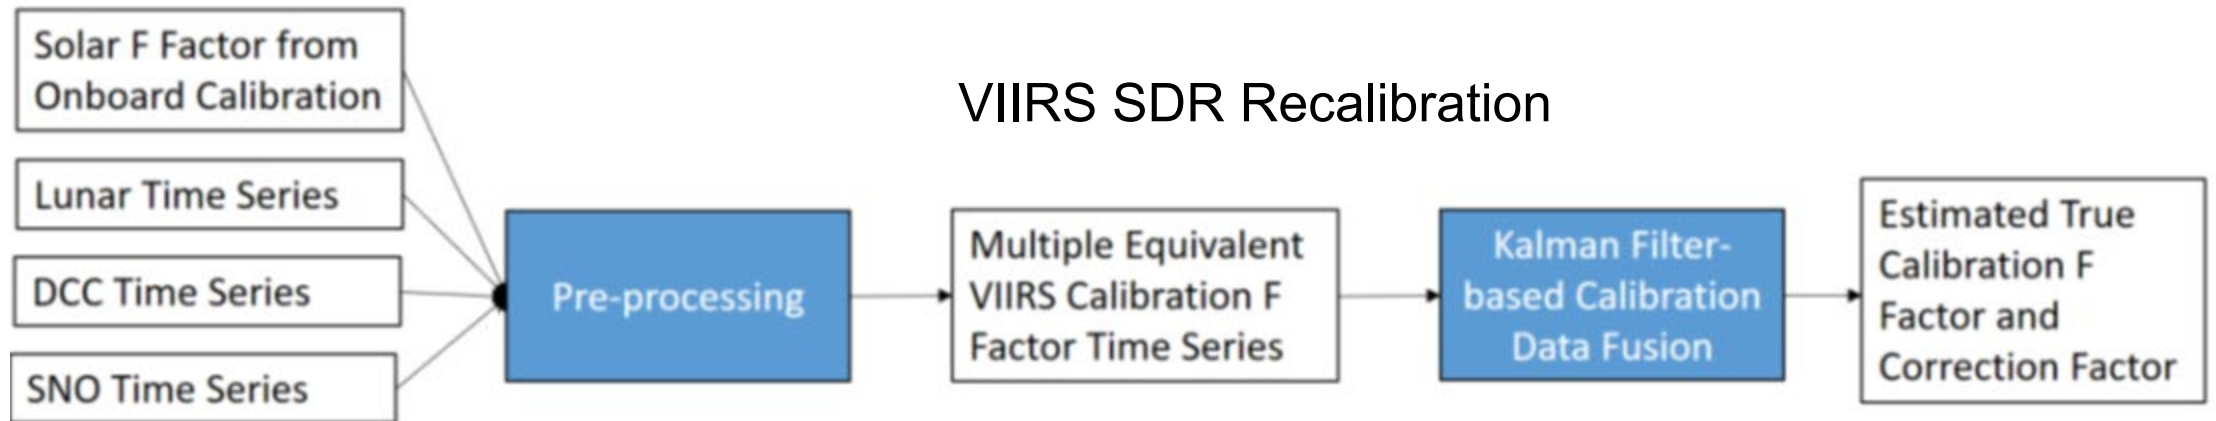 Solar F Factor from
Onboard Calibration
VIIRS SDR Recalibration
Lunar Time Series
DCC Time Series
SNO Time Series
Pre-processing
Multiple Equivalent
VIIRS Calibration F
Factor Time Series
Kalman Filter-
based Calibration
Data Fusion
Estimated True
Calibration F
Factor and
Correction Factor